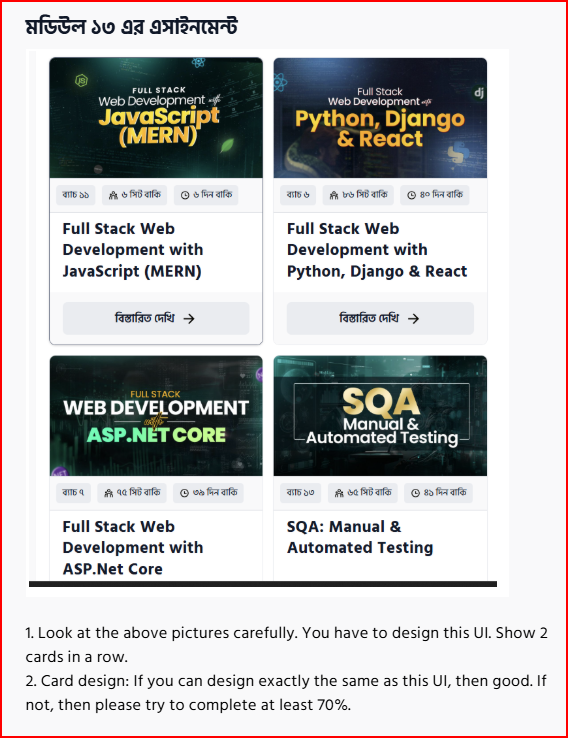 মডিউল ১৩ এর এসাইনমেন্ট
FULL STACK
Web Development with
JavaScript
(MERN)
JS
Full Stack
Web Development with
Python, Django
& React
dj
ব্যাচ ১১ ৬ সিট বাকি ৬ দিন বাকি
ব্যাচ ৬ ৮৬ সিট বাকি ৪০ দিন বাকি
Full Stack Web
Development with
JavaScript (MERN)
Full Stack Web
Development with
Python, Django & React
বিস্তারিত দেখি →
বিস্তারিত দেখি →
FULL STACK
WEB DEVELOPMENT
with
ASP.NET CORE
SQA
Manual &
Automated Testing
ব্যাচ ৭ ৭৫ সিট বাকি ৩৯ দিন বাকি
ব্যাচ ১৩ ৬৫ সিট বাকি ৪১ দিন বাকি
Full Stack Web
Development with
ASP.Net Core
SQA: Manual &
Automated Testing
1. Look at the above pictures carefully. You have to design this UI. Show 2
cards in a row.
2. Card design: If you can design exactly the same as this UI, then good. If
not, then please try to complete at least 70%.